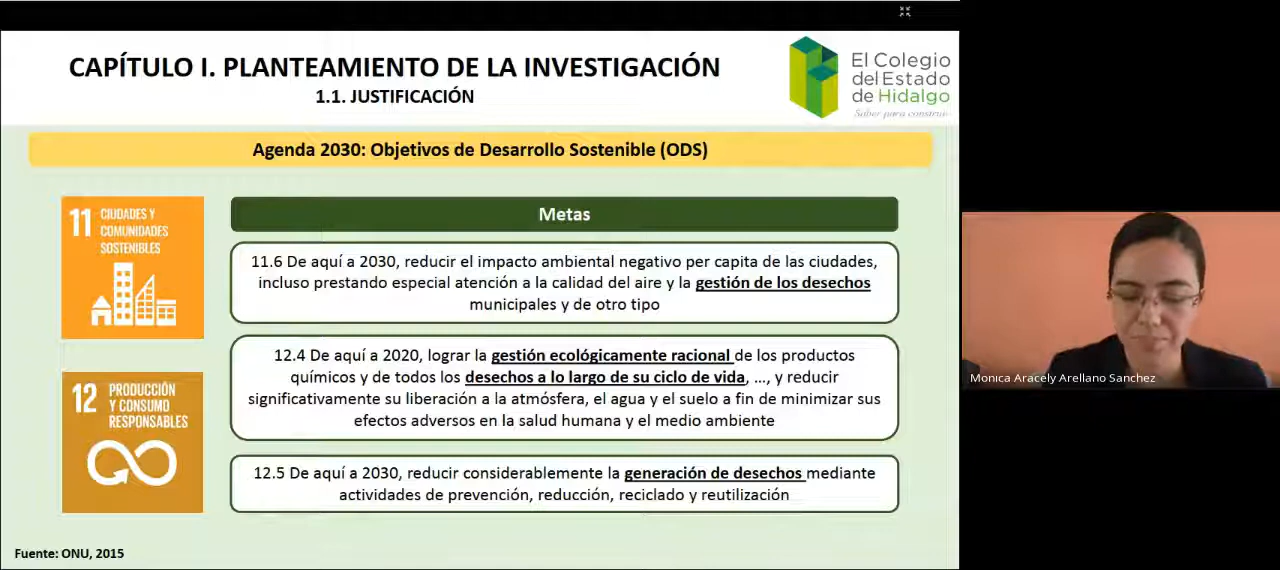 CAPÍTULO I. PLANTEAMIENTO DE LA INVESTIGACIÓN
1.1. JUSTIFICACIÓN
El Colegio
del Estado
de Hidalgo
Saber para construir
Agenda 2030: Objetivos de Desarrollo Sostenible (ODS)
11 CIUDADES Y
COMUNIDADES
SOSTENIBLES
Metas
11.6 De aquí a 2030, reducir el impacto ambiental negativo per capita de las ciudades,
incluso prestando especial atención a la calidad del aire y la gestión de los desechos
municipales y de otro tipo
12 PRODUCCIÓN
Y CONSUMO
RESPONSABLES
12.4 De aquí a 2020, lograr la gestión ecológicamente racional de los productos
químicos y de todos los desechos a lo largo de su ciclo de vida, ..., y reducir
significativamente su liberación a la atmósfera, el agua y el suelo a fin de minimizar sus
efectos adversos en la salud humana y el medio ambiente
12.5 De aquí a 2030, reducir considerablemente la generación de desechos mediante
actividades de prevención, reducción, reciclado y reutilización
Fuente: ONU, 2015
Monica Aracely Arellano Sanchez